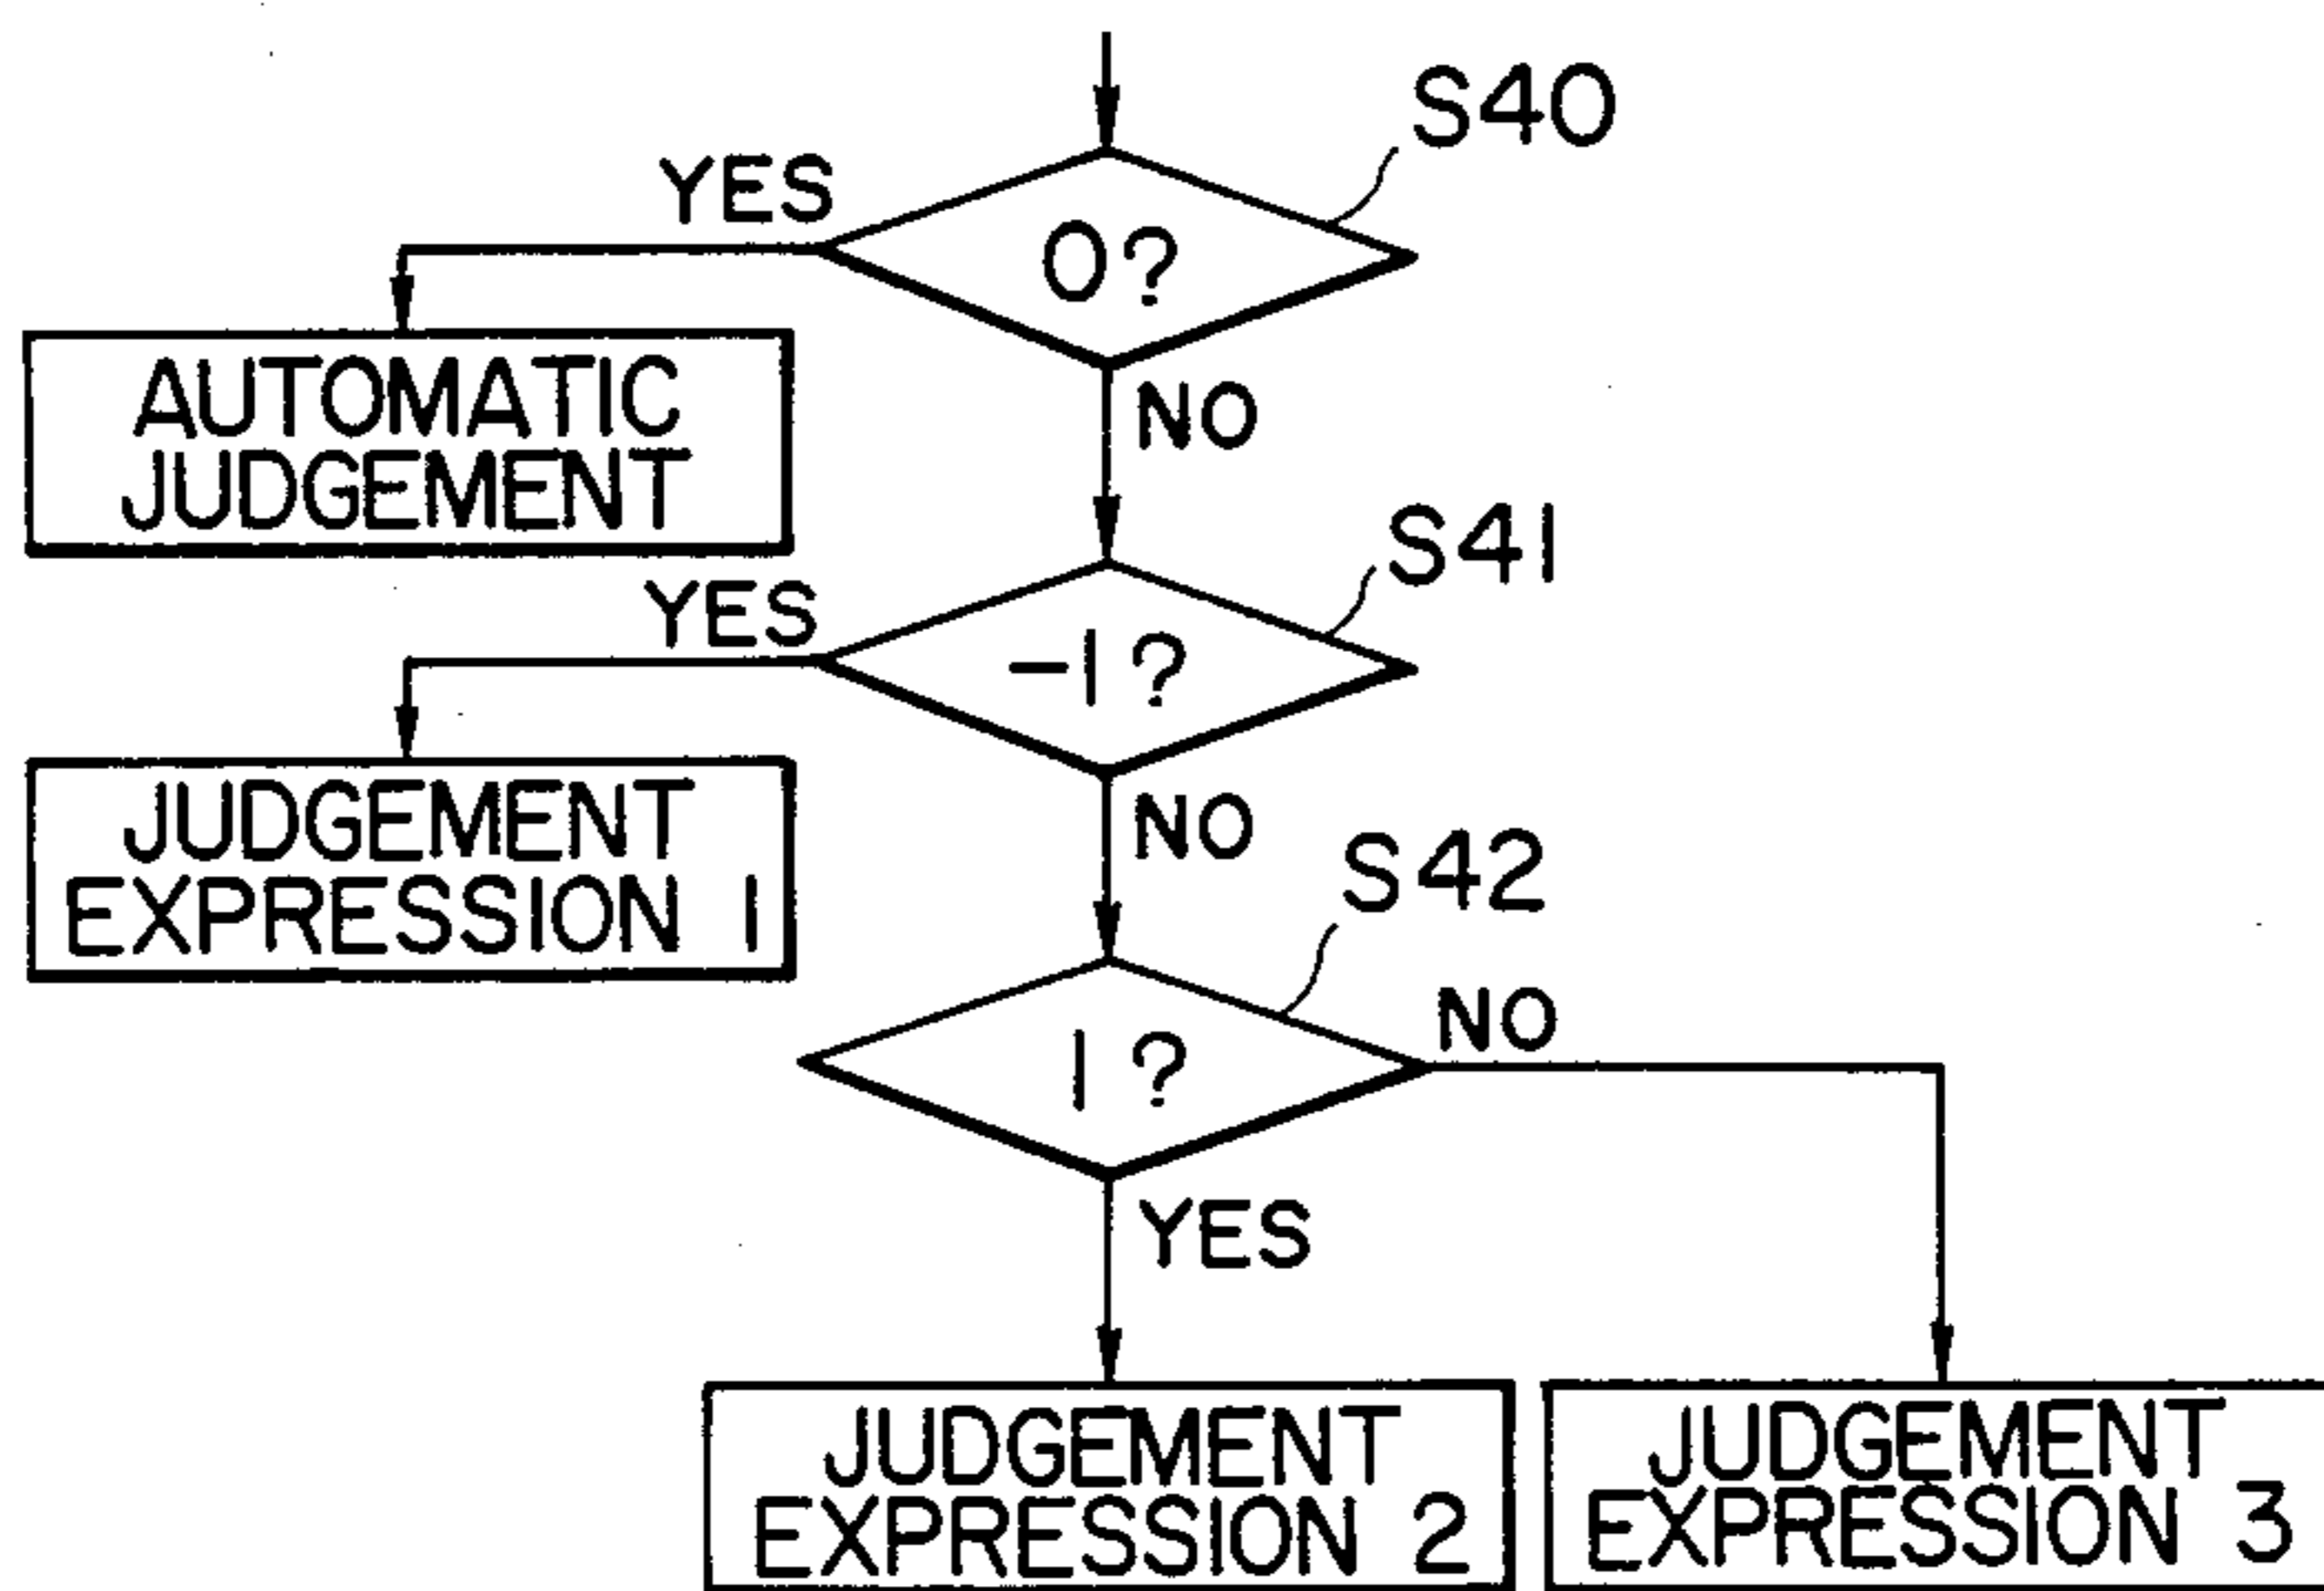 S40
YES
0?
AUTOMATIC
JUDGEMENT
NO
S41
YES
-1?
JUDGEMENT
EXPRESSION 1
NO
S42
1?
NO
YES
JUDGEMENT
EXPRESSION 2
JUDGEMENT
EXPRESSION 3